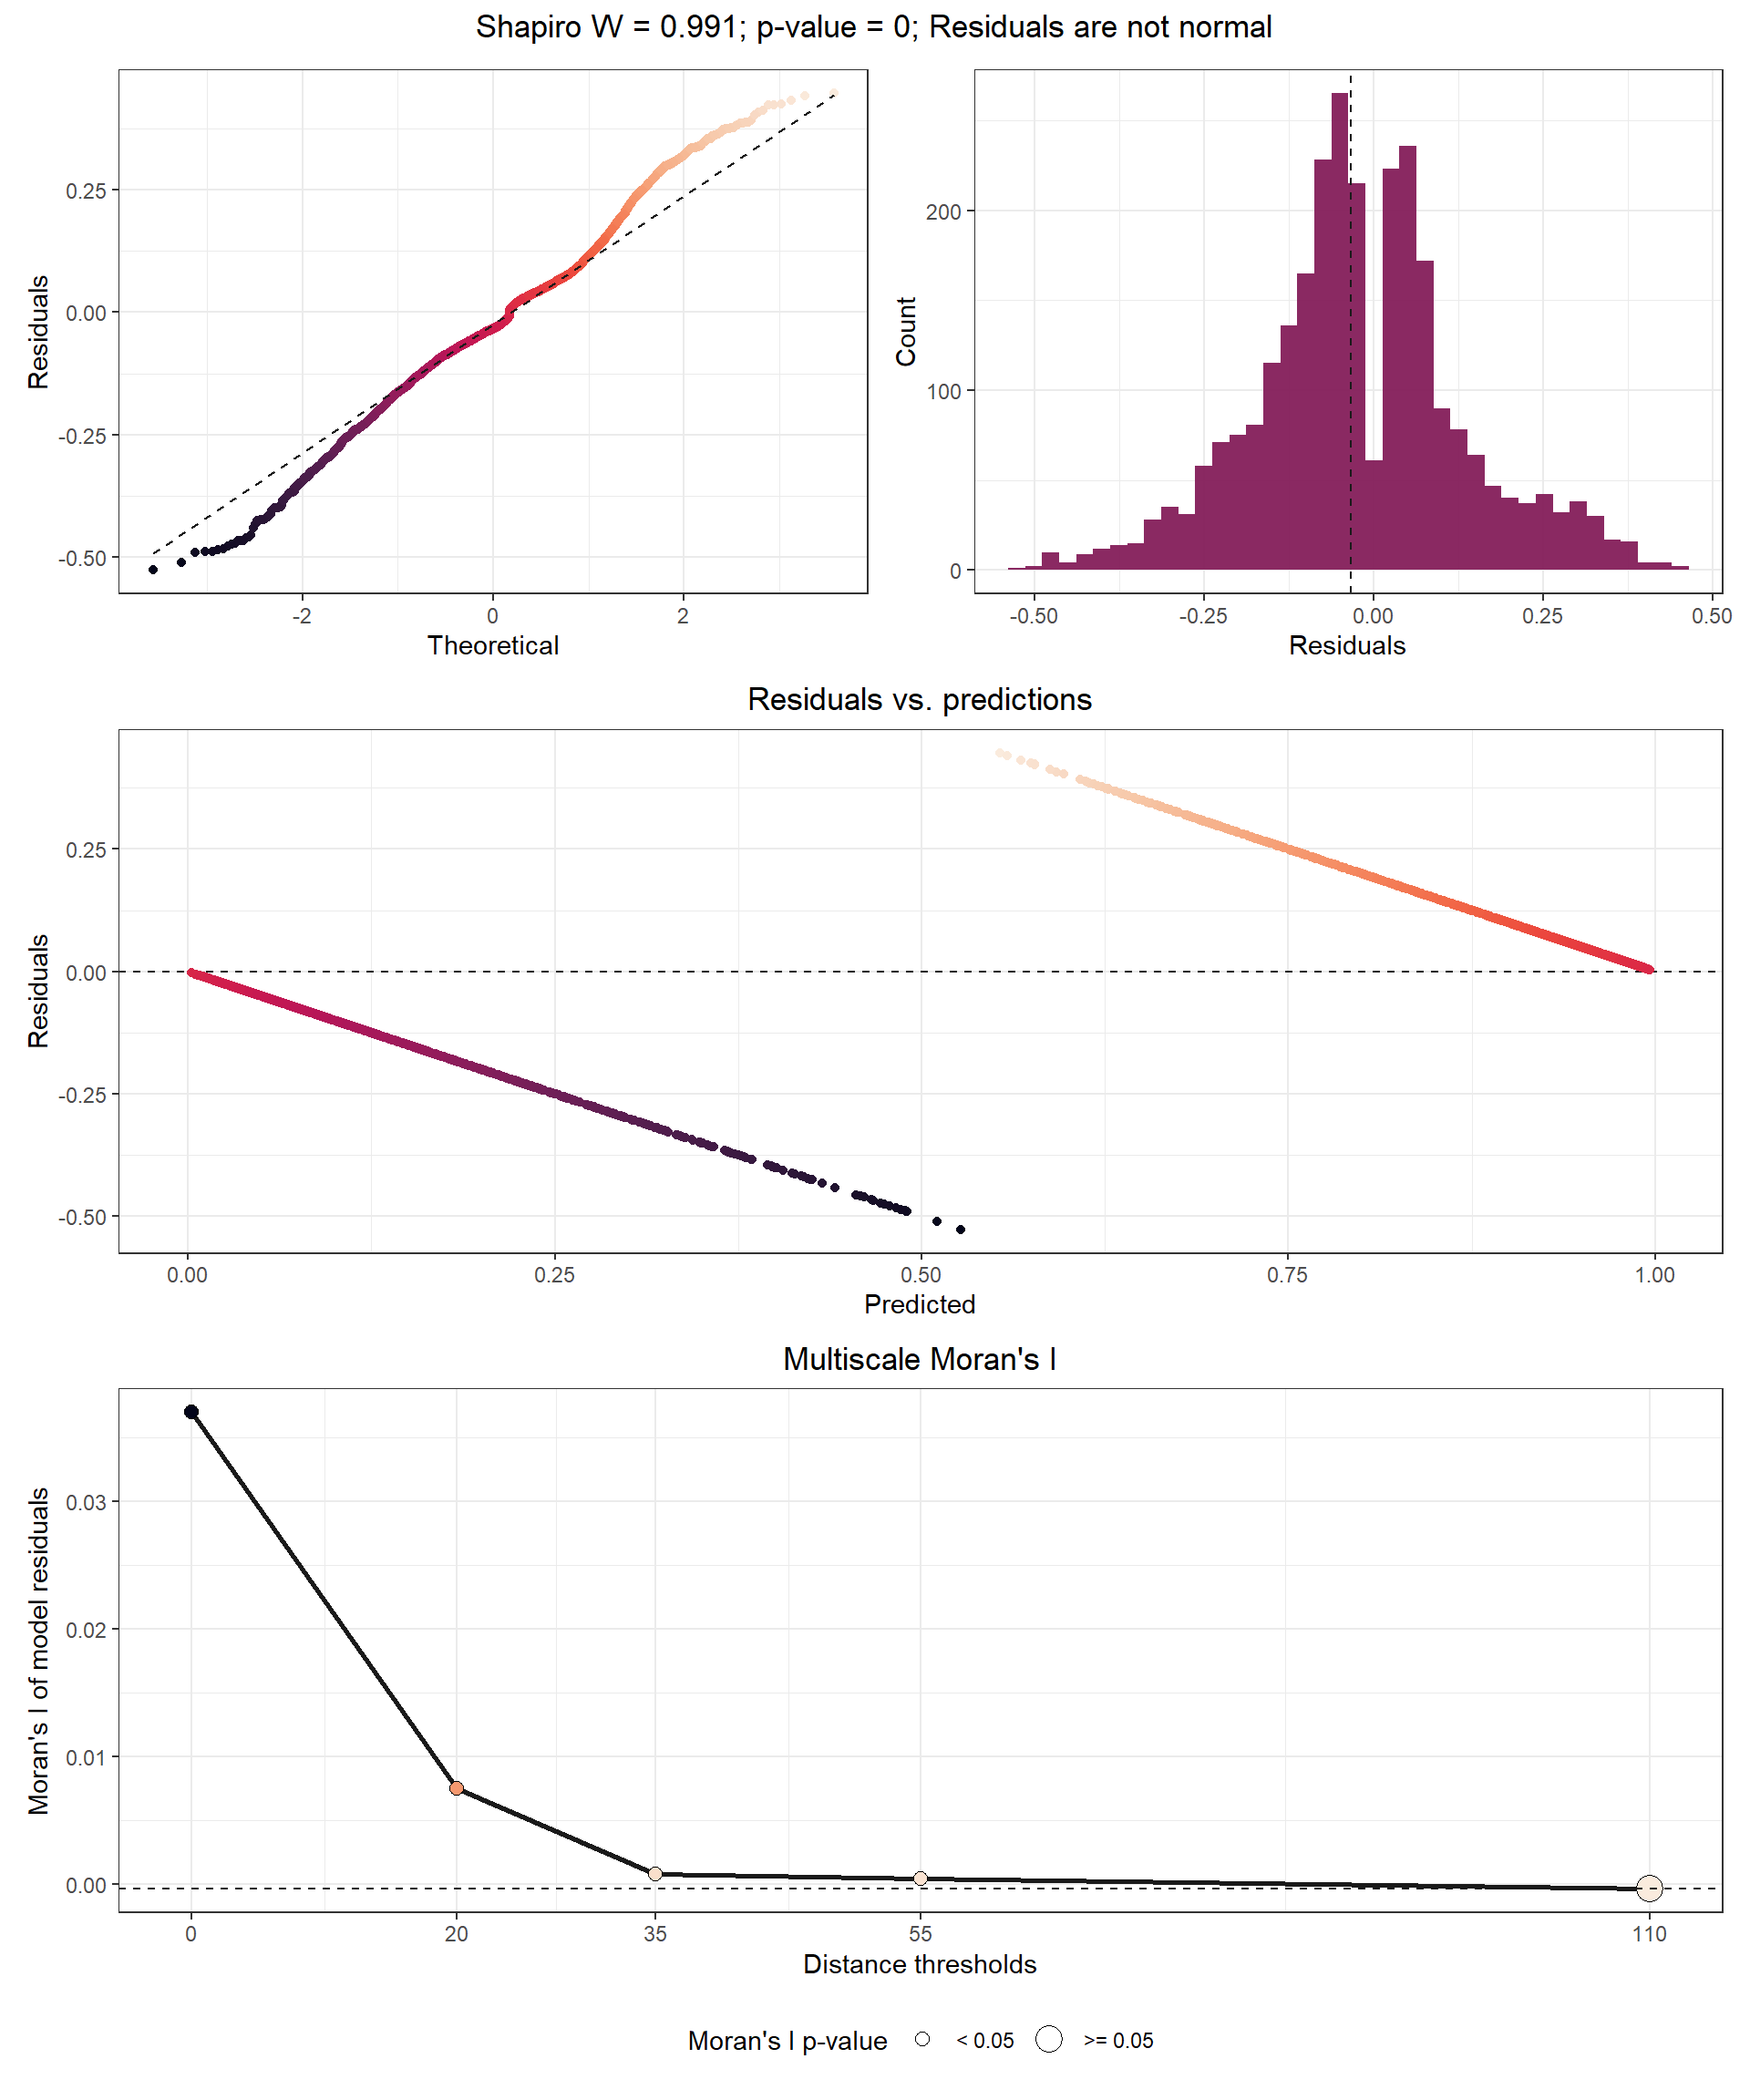 Shapiro W = 0.991; p-value = 0; Residuals are not normal
Residuals
0.25
0.00
-0.25
-0.50
-2 0 2
Theoretical
Count
200
100
0
-0.50 -0.25 0.00 0.25 0.50
Residuals
Residuals vs. predictions
Residuals
0.25
0.00
-0.25
-0.50
0.00 0.25 0.50 0.75 1.00
Predicted
Multiscale Moran's I
Moran's I of model residuals
0.03
0.02
0.01
0.00
0 20 35 55 110
Distance thresholds
Moran's I p-value < 0.05 >= 0.05